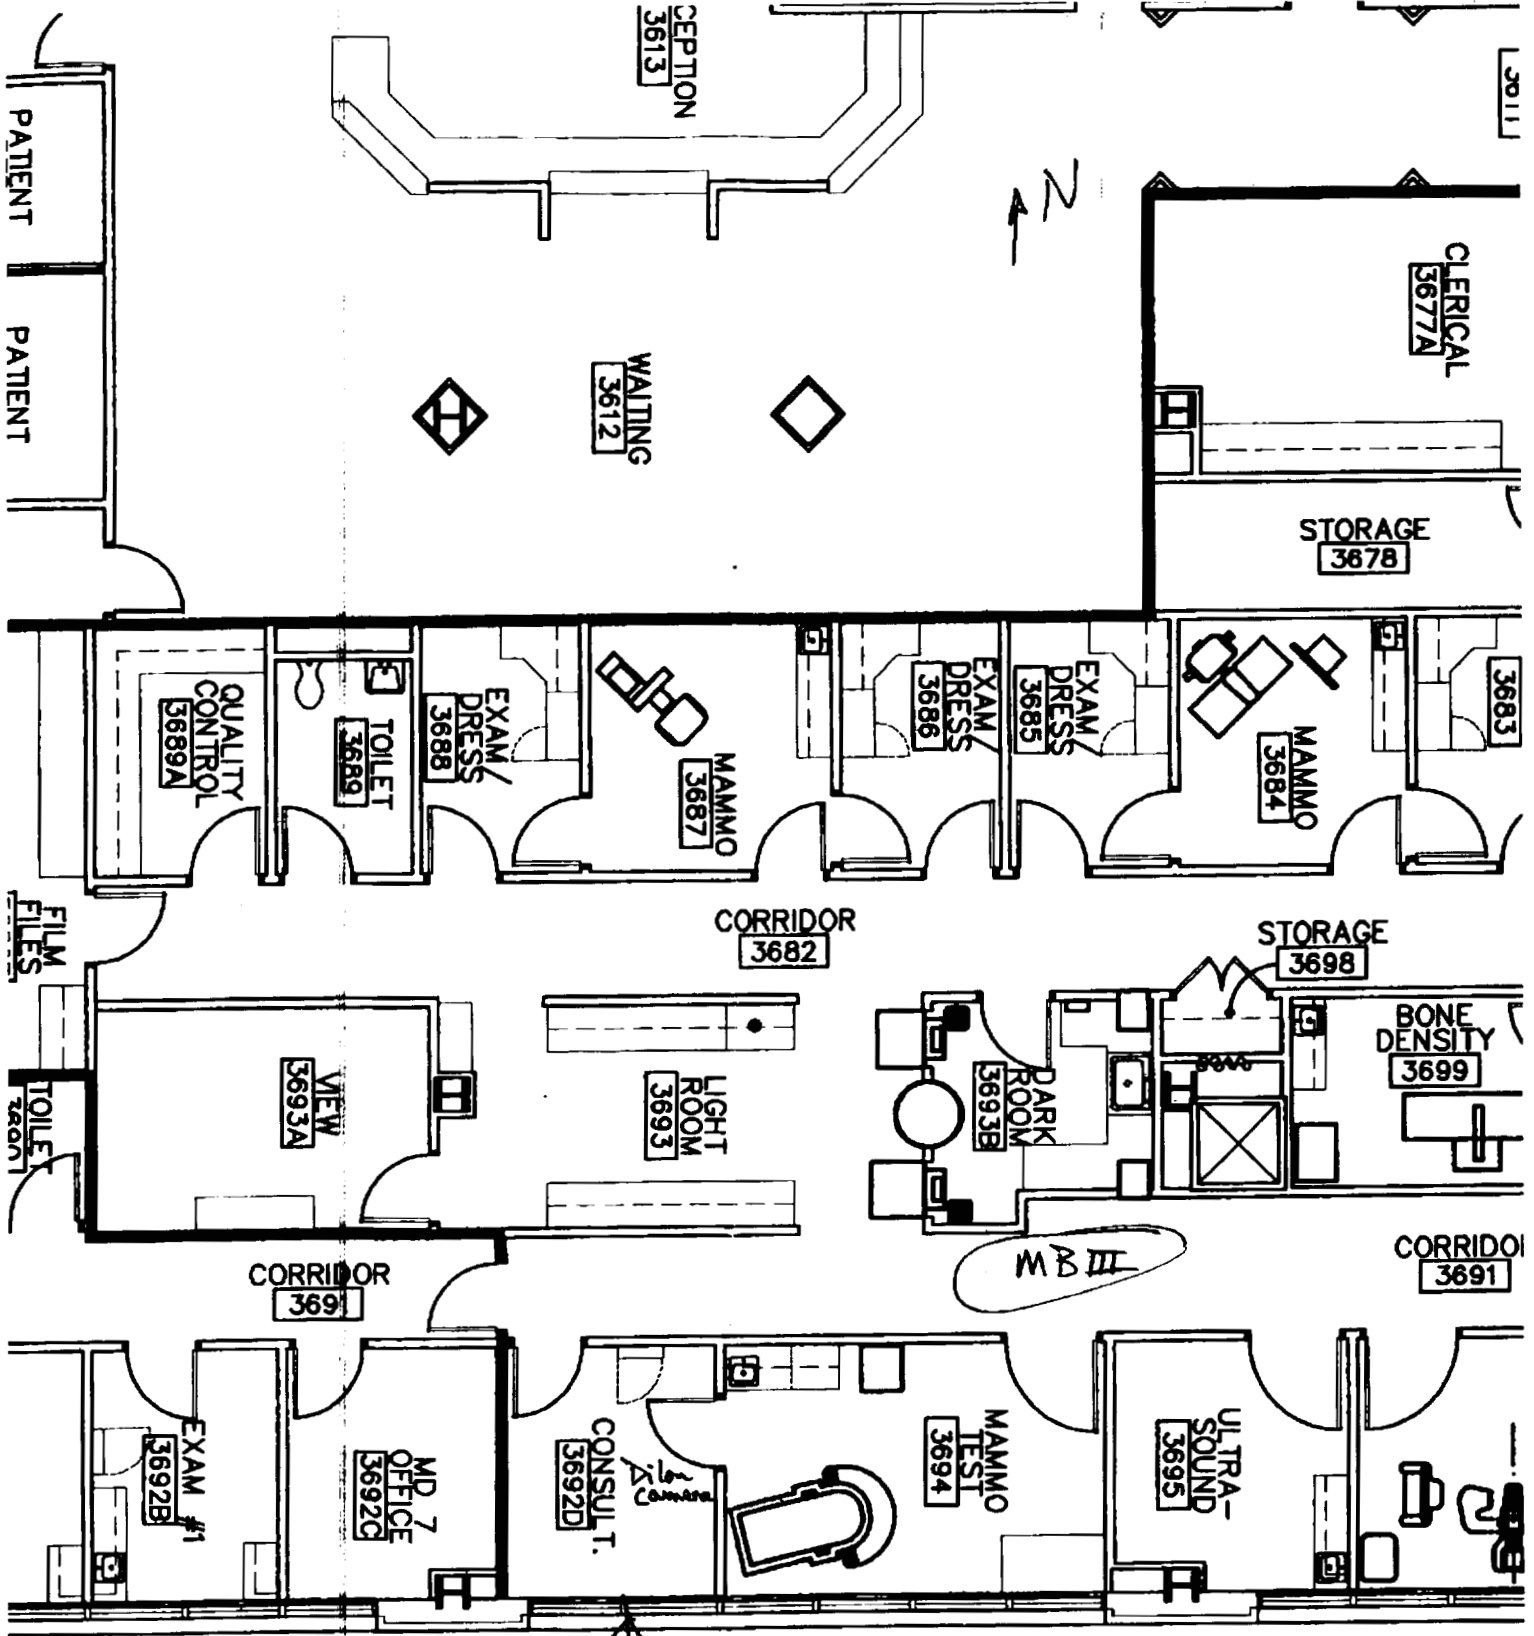 CEPTION
3613
PATIENT
N
CLERICAL
3677A
PATIENT
WAITING
3612
STORAGE
3678
QUALITY
CONTROL
3689A
TOILET
3689
EXAM/
DRESS
3688
MAMMO
3687
EXAM/
DRESS
3686
EXAM/
DRESS
3685
MAMMO
3684
3683
FILM
FILES
CORRIDOR
3682
STORAGE
3698
VIEW
3693A
LIGHT
ROOM
3693
DARK
ROOM
3693B
BONE
DENSITY
3699
TOILET
CORRIDOR
369
MB III
CORRIDO
3691
EXAM #1
3692B
MD 7
OFFICE
3692C
CONSULT.
3692D
camera
MAMMO
TEST
3694
ULTRA-
SOUND
3695